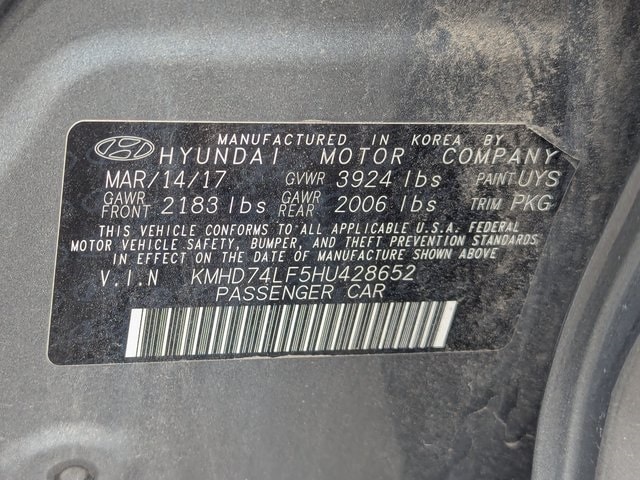 MANUFACTURED IN KOREA BY
HYUNDAI MOTOR COMPANY
MAR/14/17 GVWR 3924 lbs PAINT UYS
GAWR FRONT 2183 lbs GAWR REAR 2006 lbs TRIM PKG
THIS VEHICLE CONFORMS TO ALL APPLICABLE U.S.A. FEDERAL
MOTOR VEHICLE SAFETY, BUMPER, AND THEFT PREVENTION STANDARDS
IN EFFECT ON THE DATE OF MANUFACTURE SHOWN ABOVE
V.I.N KMHD74LF5HU428652
PASSENGER CAR